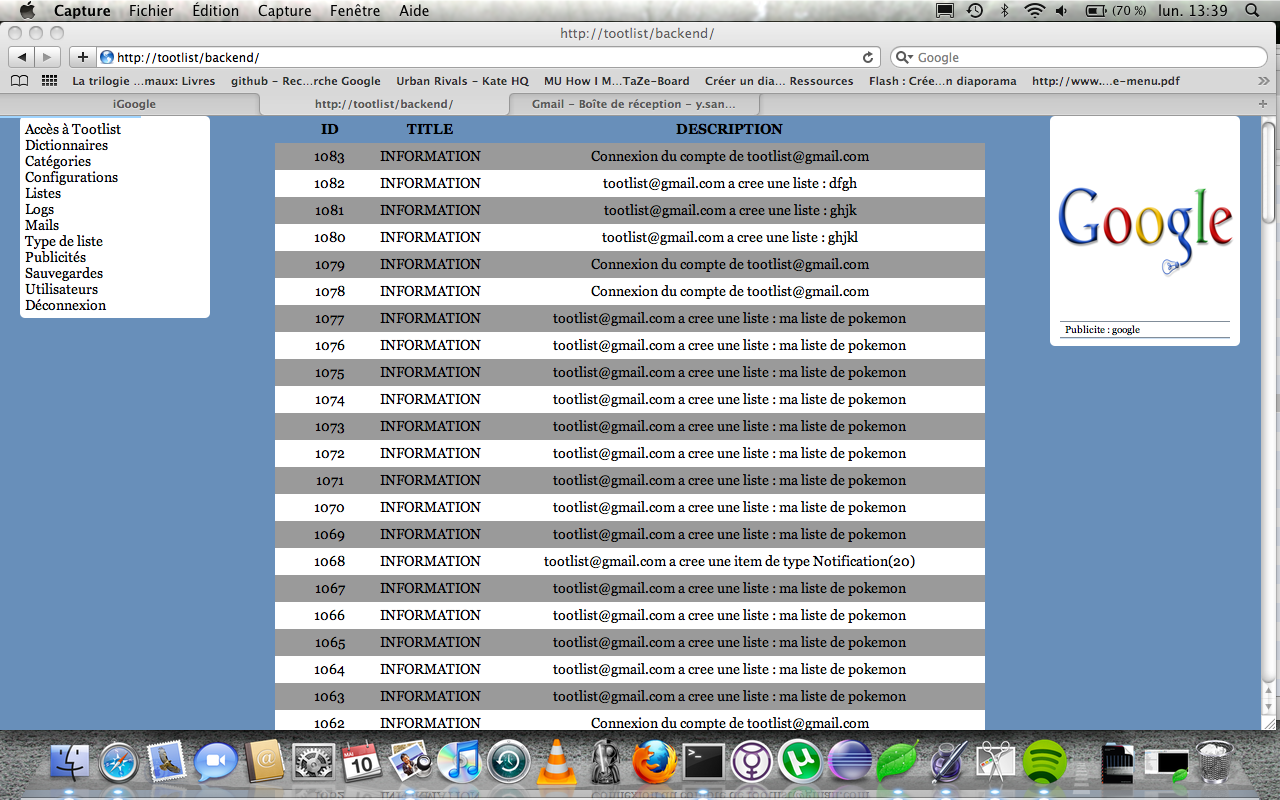 Capture Fichier Édition Capture Fenêtre Aide (70 %) lun. 13:39
http://tootlist/backend/
http://tootlist/backend/ Google
La trilogie ...maux: Livres github – Rec...rche Google Urban Rivals – Kate HQ MU How I M...TaZe-Board Créer un dia... Ressources Flash : Crée...n diaporama http://www....e-menu.pdf
iGoogle http://tootlist/backend/ Gmail – Boîte de réception – y.san...
Accès à Tootlist
Dictionnaires
Catégories
Configurations
Listes
Logs
Mails
Type de liste
Publicités
Sauvegardes
Utilisateurs
Déconnexion
ID TITLE DESCRIPTION
1083 INFORMATION Connexion du compte de tootlist@gmail.com
1082 INFORMATION tootlist@gmail.com a cree une liste : dfgh
1081 INFORMATION tootlist@gmail.com a cree une liste : ghjk
1080 INFORMATION tootlist@gmail.com a cree une liste : ghjkl
1079 INFORMATION Connexion du compte de tootlist@gmail.com
1078 INFORMATION Connexion du compte de tootlist@gmail.com
1077 INFORMATION tootlist@gmail.com a cree une liste : ma liste de pokemon
1076 INFORMATION tootlist@gmail.com a cree une liste : ma liste de pokemon
1075 INFORMATION tootlist@gmail.com a cree une liste : ma liste de pokemon
1074 INFORMATION tootlist@gmail.com a cree une liste : ma liste de pokemon
1073 INFORMATION tootlist@gmail.com a cree une liste : ma liste de pokemon
1072 INFORMATION tootlist@gmail.com a cree une liste : ma liste de pokemon
1071 INFORMATION tootlist@gmail.com a cree une liste : ma liste de pokemon
1070 INFORMATION tootlist@gmail.com a cree une liste : ma liste de pokemon
1069 INFORMATION tootlist@gmail.com a cree une liste : ma liste de pokemon
1068 INFORMATION tootlist@gmail.com a cree une item de type Notification(20)
1067 INFORMATION tootlist@gmail.com a cree une liste : ma liste de pokemon
1066 INFORMATION tootlist@gmail.com a cree une liste : ma liste de pokemon
1065 INFORMATION tootlist@gmail.com a cree une liste : ma liste de pokemon
1064 INFORMATION tootlist@gmail.com a cree une liste : ma liste de pokemon
1063 INFORMATION tootlist@gmail.com a cree une liste : ma liste de pokemon
1062 INFORMATION Connexion du compte de tootlist@gmail.com
Google
Publicite : google
MAI
10